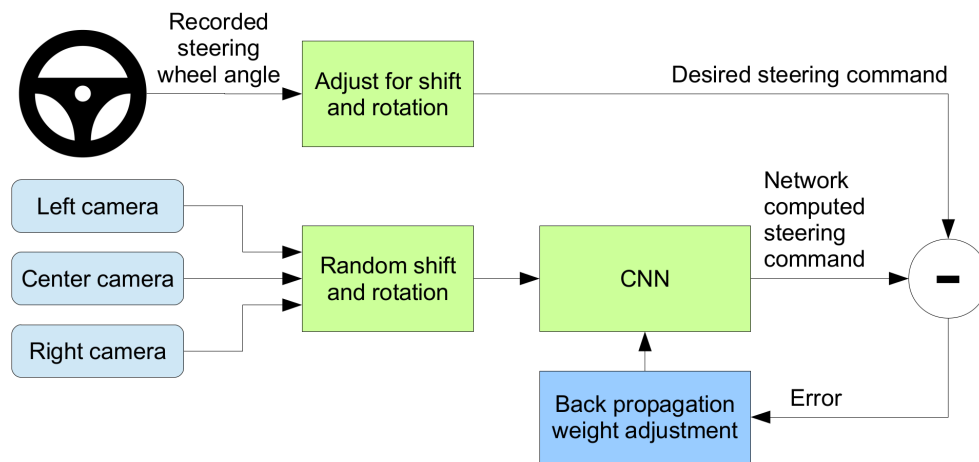 Recorded
steering
wheel angle
Adjust for shift
and rotation
Desired steering command
Left camera
Center camera
Right camera
Random shift
and rotation
CNN
Network
computed
steering
command
-
Back propagation
weight adjustment
Error